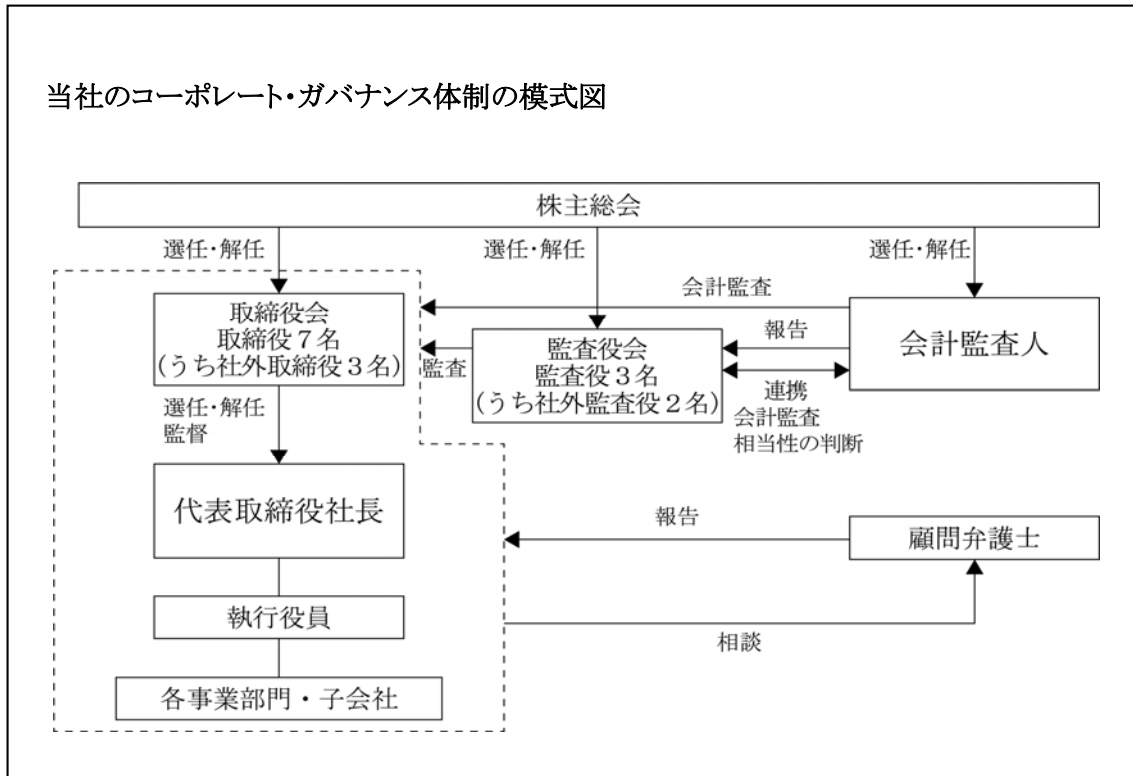 当社のコーポレート・ガバナンス体制の模式図
株主総会
選任・解任
選任・解任
選任・解任
会計監査
取締役会
取締役７名
(うち社外取締役３名)
監査
監査役会
監査役３名
(うち社外監査役２名)
報告
会計監査人
連携
会計監査
相当性の判断
選任・解任
監督
代表取締役社長
報告
顧問弁護士
執行役員
相談
各事業部門・子会社